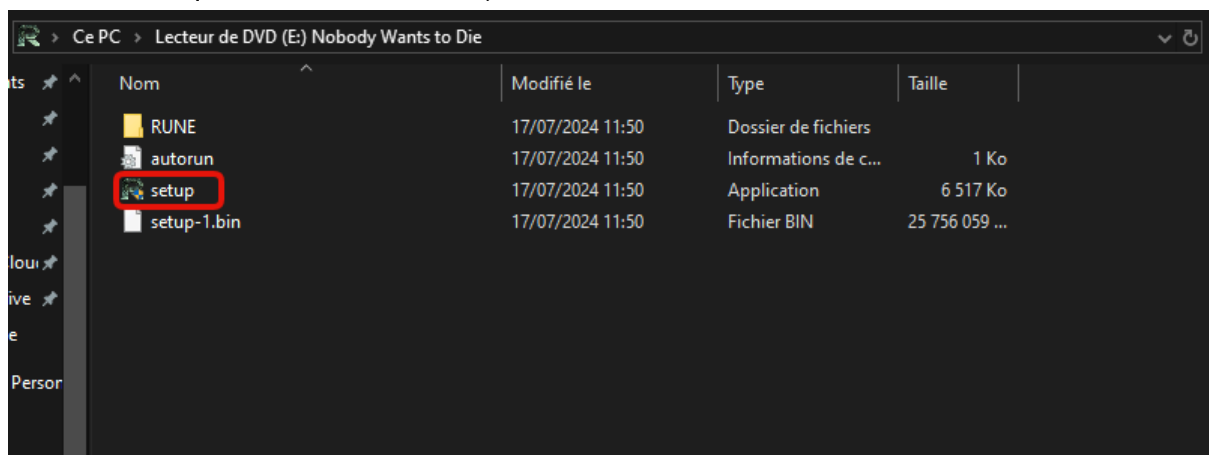 Ce PC > Lecteur de DVD (E:) Nobody Wants to Die
Nom Modifié le Type Taille
RUNE 17/07/2024 11:50 Dossier de fichiers
autorun 17/07/2024 11:50 Informations de c... 1 Ko
setup 17/07/2024 11:50 Application 6 517 Ko
setup-1.bin 17/07/2024 11:50 Fichier BIN 25 756 059 ...